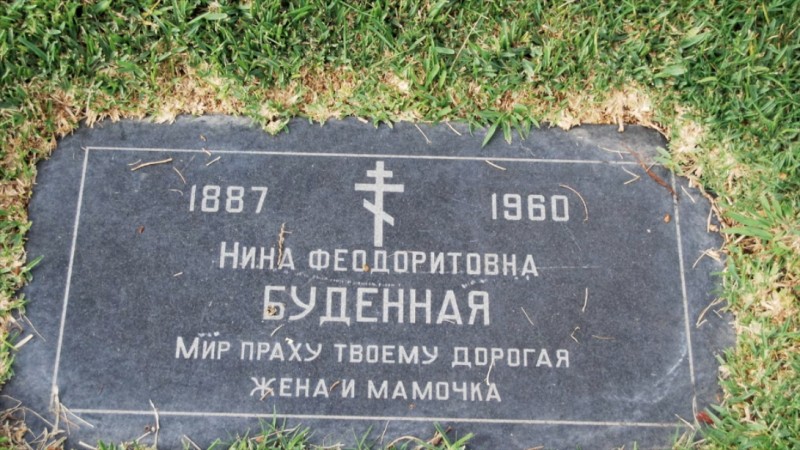 1887 1960
Нина Феодоритовна
БУДЕННАЯ
Мир праху твоему дорогая
жена и мамочка